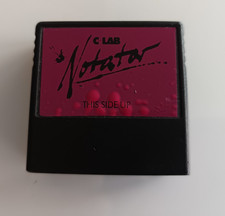 C LAB
Notator
THIS SIDE UP